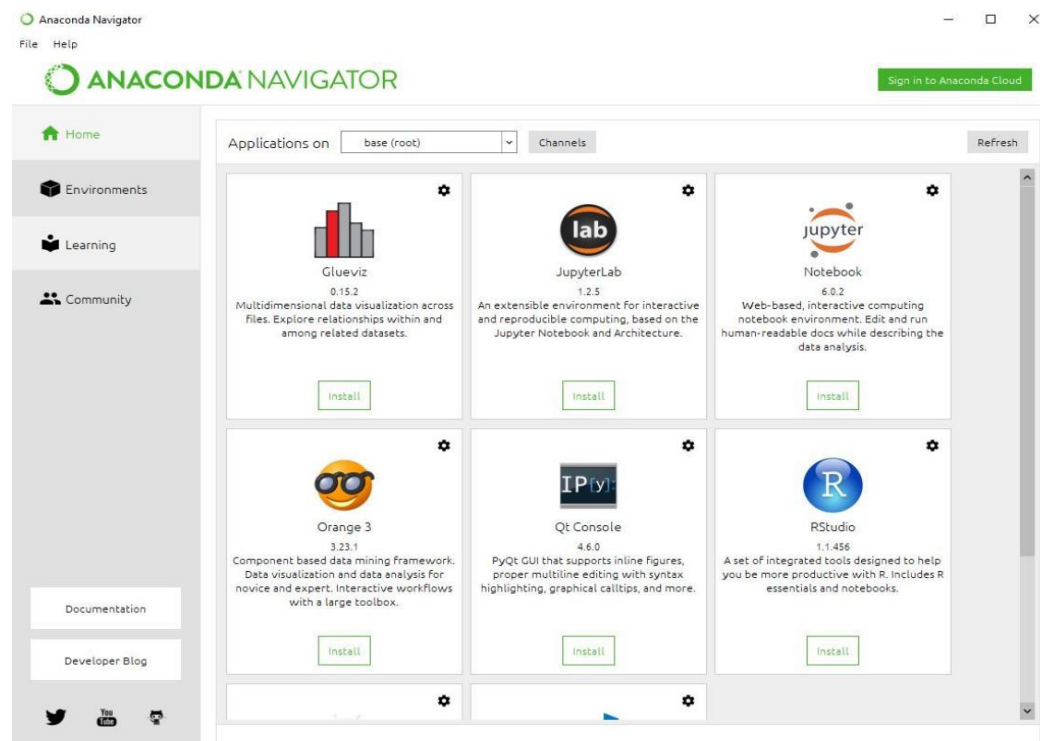 Anaconda Navigator
File Help
ANACONDA NAVIGATOR
Sign in to Anaconda Cloud
Home
Environments
Learning
Community
Documentation
Developer Blog
You
Tube
Applications on base (root) Channels Refresh
Glueviz
0.15.2
Multidimensional data visualization across
files. Explore relationships within and
among related datasets.
Install
lab
JupyterLab
1.2.5
An extensible environment for interactive
and reproducible computing, based on the
Jupyter Notebook and Architecture.
Install
jupyter
Notebook
6.0.2
Web-based, interactive computing
notebook environment. Edit and run
human-readable docs while describing the
data analysis.
Install
Orange 3
3.23.1
Component based data mining framework.
Data visualization and data analysis for
novice and expert. Interactive workflows
with a large toolbox.
Install
IP[y]:
Qt Console
4.6.0
PyQt GUI that supports inline figures,
proper multiline editing with syntax
highlighting, graphical calltips, and more.
Install
R
RStudio
1.1.456
A set of integrated tools designed to help
you be more productive with R. Includes R
essentials and notebooks.
Install